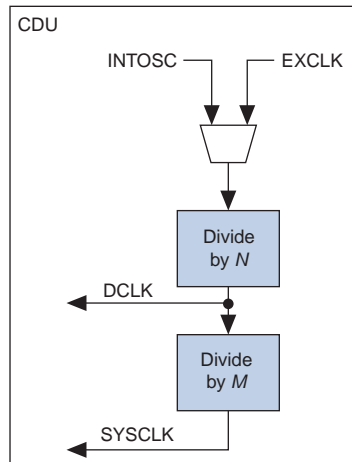 CDU
INTOSC
EXCLK
Divide
by N
DCLK
Divide
by M
SYSCLK